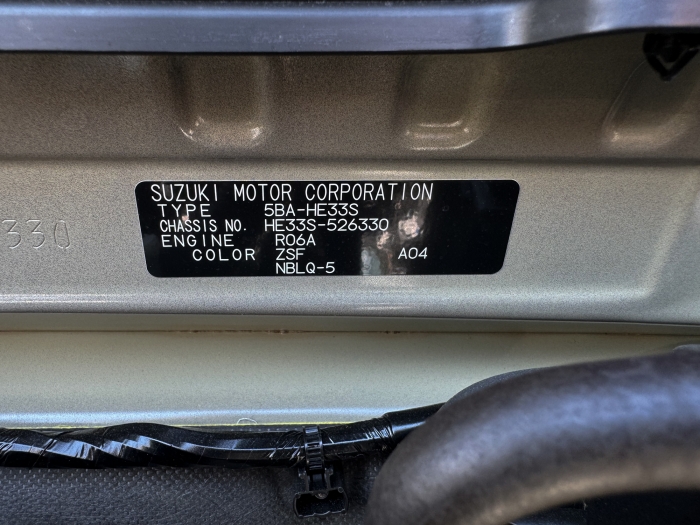 SUZUKI MOTOR CORPORATION
TYPE 5BA-HE33S
CHASSIS NO. HE33S-526330
ENGINE R06A
COLOR ZSF A04
NBLQ-5
330